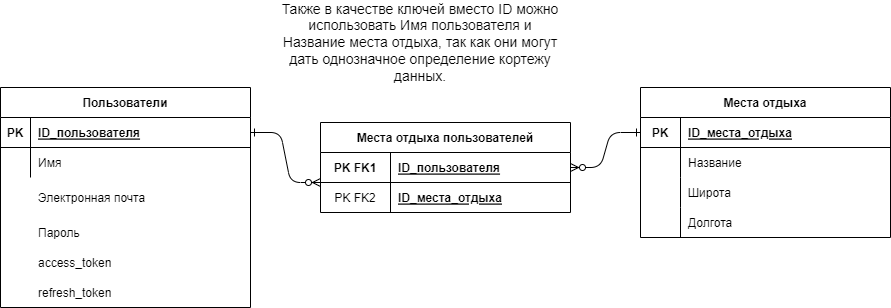 Также в качестве ключей вместо ID можно
использовать Имя пользователя и
Название места отдыха, так как они могут
дать однозначное определение кортежу
данных.
Пользователи
PK ID_пользователя
Имя
Электронная почта
Пароль
access_token
refresh_token
Места отдыха пользователей
PK FK1 ID_пользователя
PK FK2 ID_места_отдыха
Места отдыха
PK ID_места_отдыха
Название
Широта
Долгота